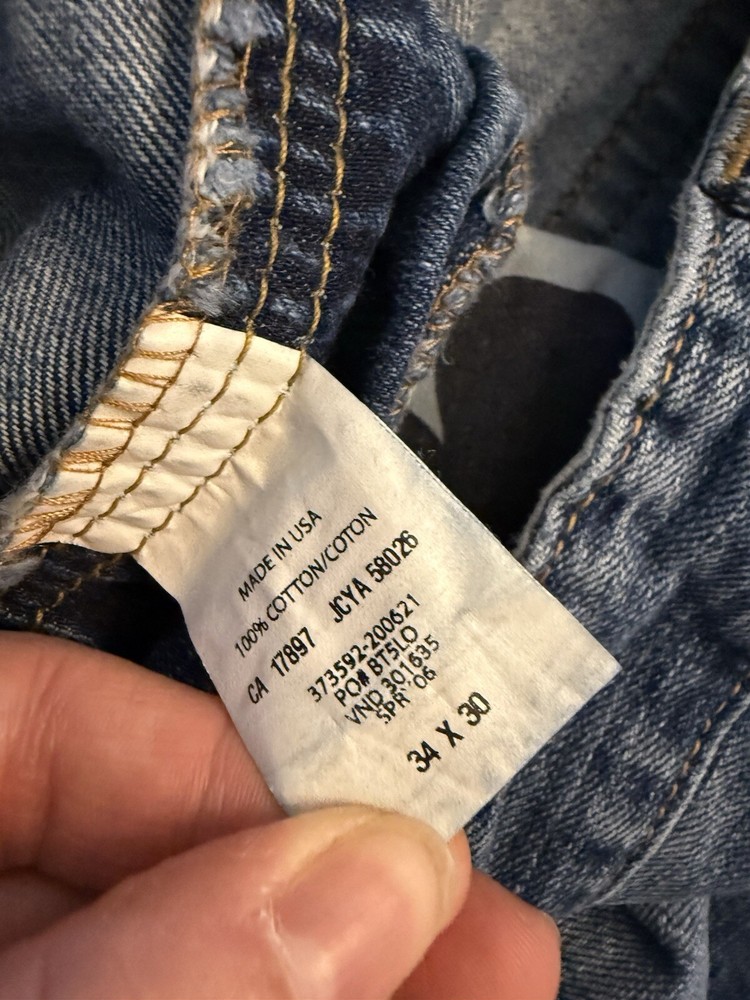 MADE IN USA
100% COTTON/COTON
CA 17897 JCYA 58026
373592-200621
PO# BT5LD
VND 301635
SPR 06
34 X 30